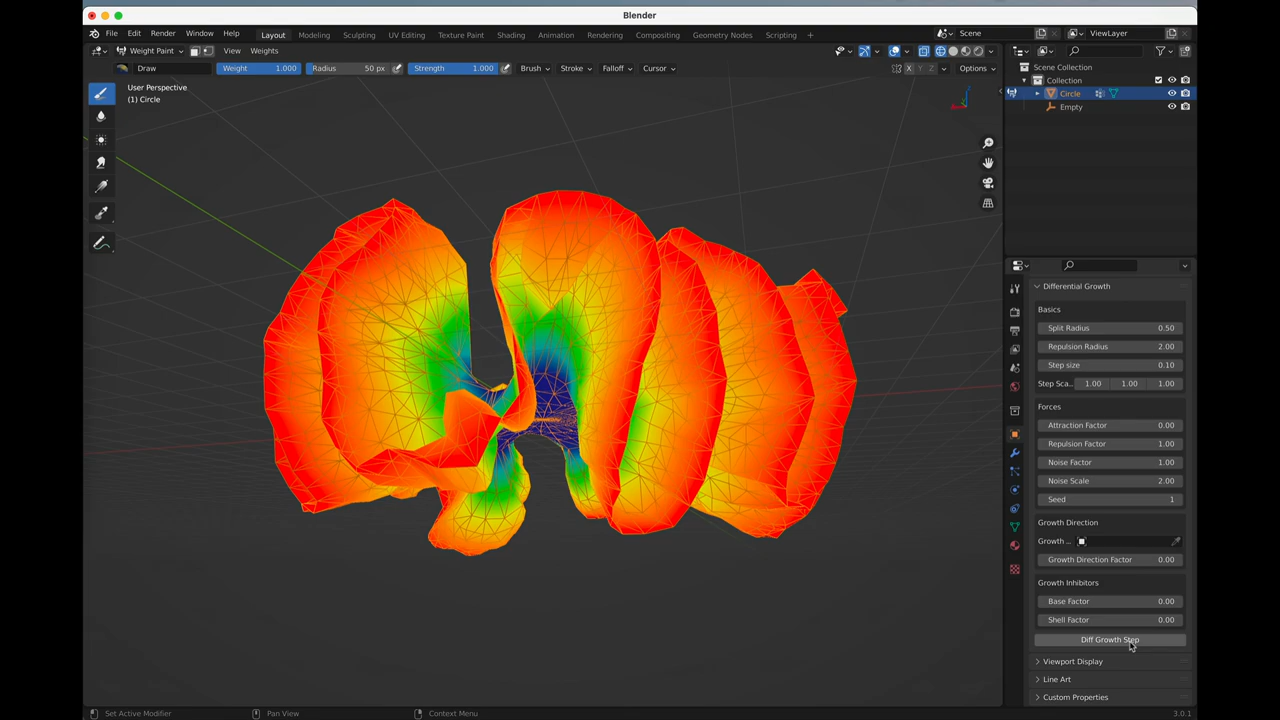 Blender
File Edit Render Window Help Layout Modeling Sculpting UV Editing Texture Paint Shading Animation Rendering Compositing Geometry Nodes Scripting + Scene ViewLayer
Weight Paint View Weights
Draw Weight 1.000 Radius 50 px Strength 1.000 Brush Stroke Falloff Cursor X Y Z Options
User Perspective
(1) Circle
Scene Collection
Collection
Circle
Empty
Differential Growth
Basics
Split Radius 0.50
Repulsion Radius 2.00
Step size 0.10
Step Sca... 1.00 1.00 1.00
Forces
Attraction Factor 0.00
Repulsion Factor 1.00
Noise Factor 1.00
Noise Scale 2.00
Seed 1
Growth Direction
Growth ...
Growth Direction Factor 0.00
Growth Inhibitors
Base Factor 0.00
Shell Factor 0.00
Diff Growth Step
Viewport Display
Line Art
Custom Properties
Set Active Modifier Pan View Context Menu 3.0.1